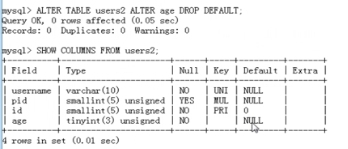 mysql> ALTER TABLE users2 ALTER age DROP DEFAULT;
Query OK, 0 rows affected (0.05 sec)
Records: 0  Duplicates: 0  Warnings: 0
mysql> SHOW COLUMNS FROM users2;
| Field | Type | Null | Key | Default | Extra |
| username | varchar(10) | NO | UNI | NULL | |
| pid | smallint(5) unsigned | YES | MUL | NULL | |
| id | smallint(5) unsigned | NO | PRI | 0 | |
| age | tinyint(3) unsigned | NO | | NULL | |
4 rows in set (0.01 sec)